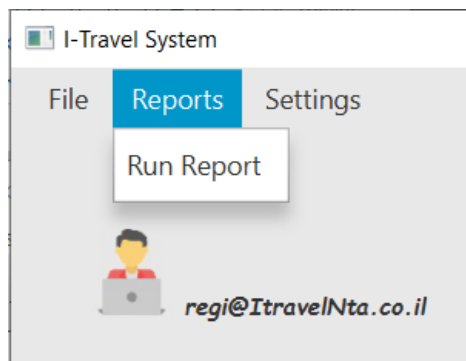 I-Travel System
File Reports Settings
Run Report
regi@ItravelNta.co.il